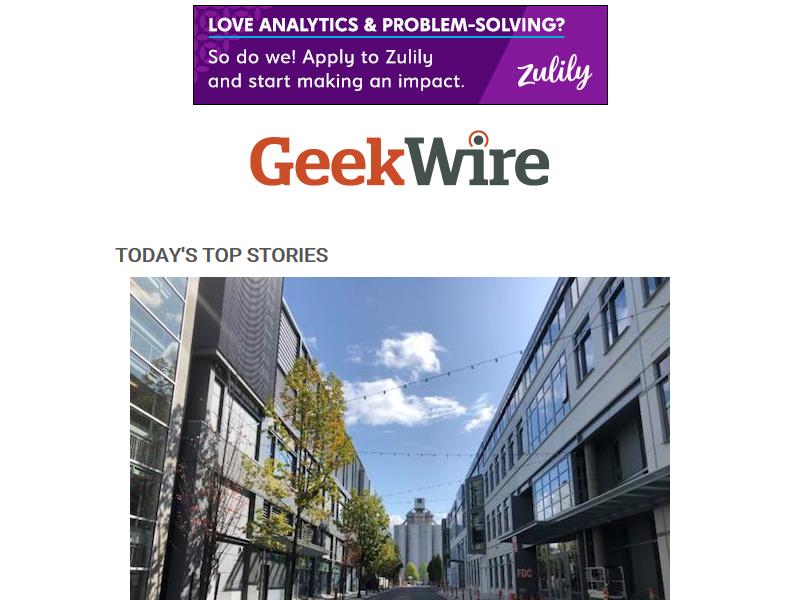 LOVE ANALYTICS & PROBLEM-SOLVING?
So do we! Apply to Zulily
and start making an impact.
zulily
GeekWire
TODAY'S TOP STORIES
FDC